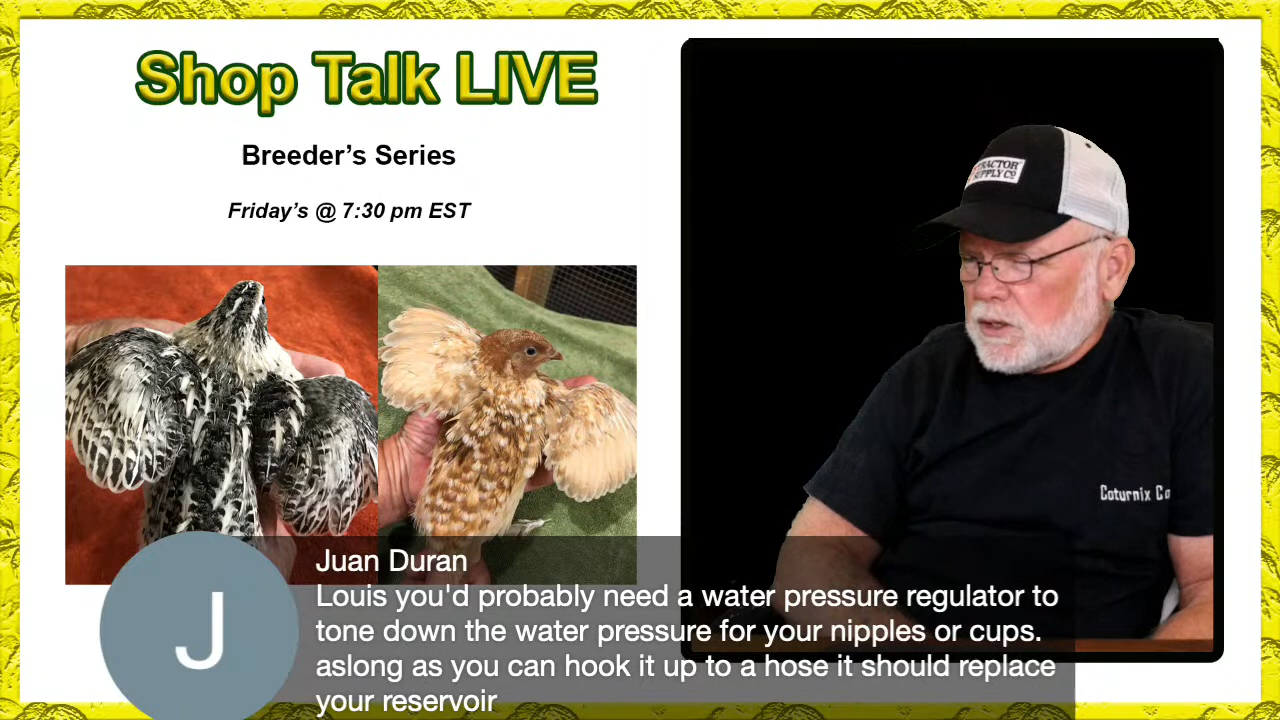 Shop Talk LIVE
Breeder's Series
Friday's @ 7:30 pm EST
TRACTOR
SUPPLY CO
Coturnix Co
Juan Duran
J
Louis you'd probably need a water pressure regulator to
tone down the water pressure for your nipples or cups.
aslong as you can hook it up to a hose it should replace
your reservoir